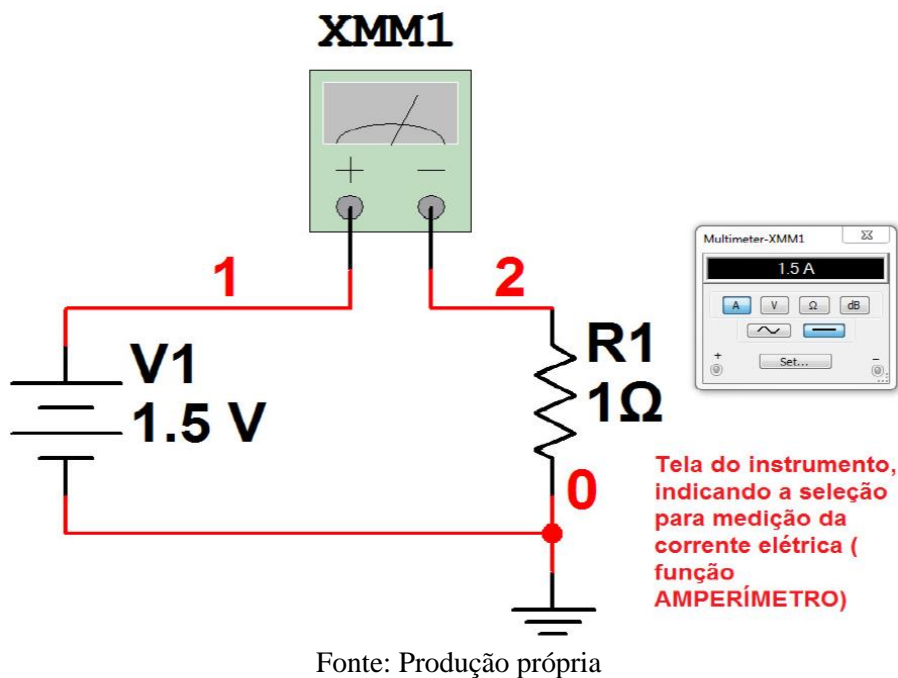 XMM1
+ −
1
2
V1
1.5 V
R1
1Ω
0
Multimeter-XMM1
1.5 A
A V Ω dB
+ Set... −
Tela do instrumento,
indicando a seleção
para medição da
corrente elétrica (
função
AMPERÍMETRO)
Fonte: Produção própria